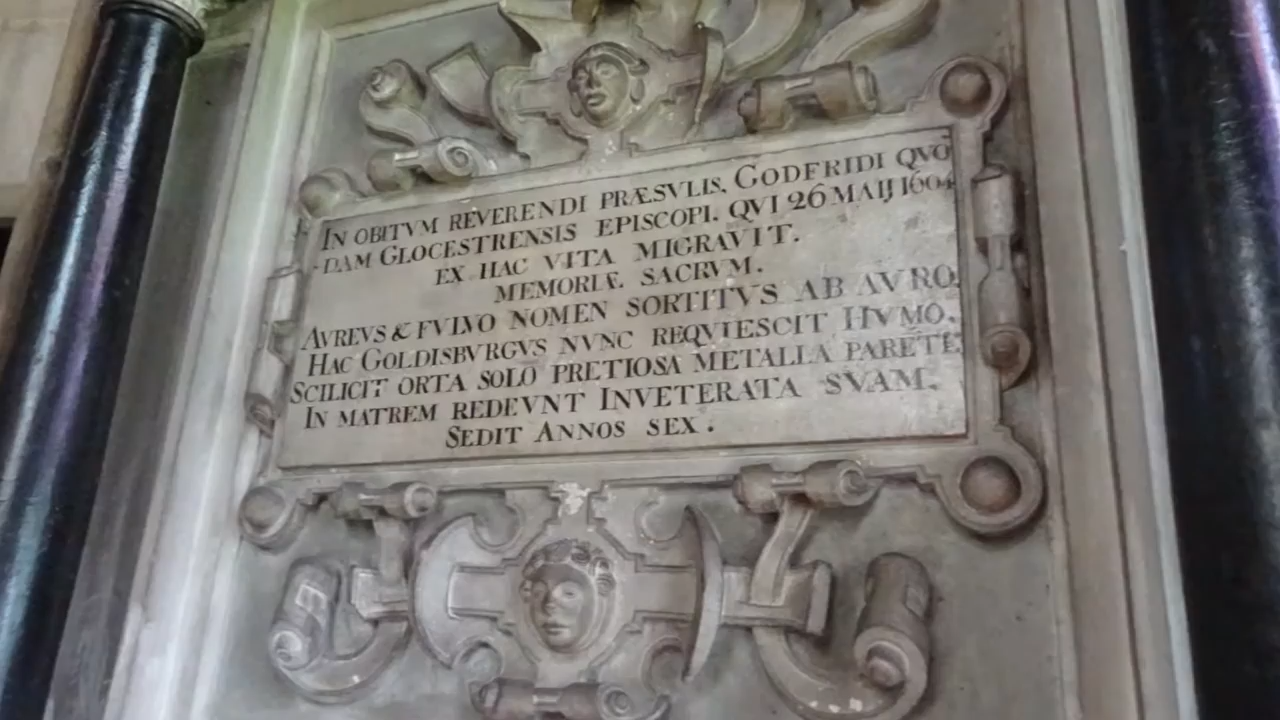 IN OBITVM REVERENDI PRÆSVLIS, GODFRIDI QVO
-DAM GLOCESTRENSIS EPISCOPI. QVI 26 MAIJ 1604
EX HAC VITA MIGRAVIT.
MEMORIÆ SACRVM.
AVREVS & FVLVO NOMEN SORTITVS AB AVRO
HAC GOLDISBVRGVS NVNC REQVIESCIT HVMO.
SCILICIT ORTA SOLO PRETIOSA METALLA PARETE
IN MATREM REDEVNT INVETERATA SVAM.
SEDIT ANNOS SEX.